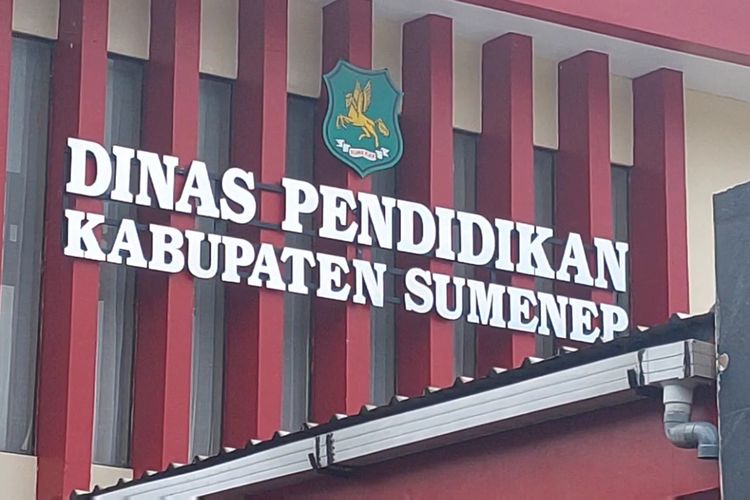 DINAS PENDIDIKAN
KABUPATEN SUMENEP